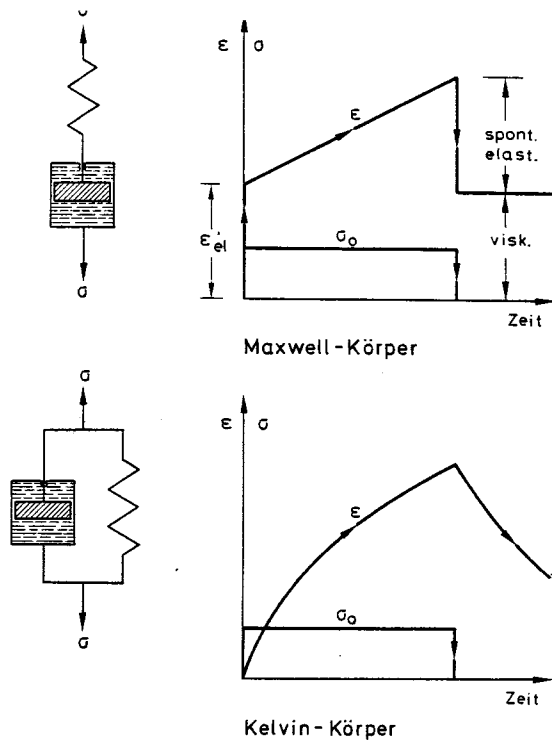 σ
ε σ
ε
spont.
elast.
ε el
σ₀
visk.
σ
Zeit
Maxwell-Körper
σ
ε σ
ε
σ₀
σ
Zeit
Kelvin-Körper